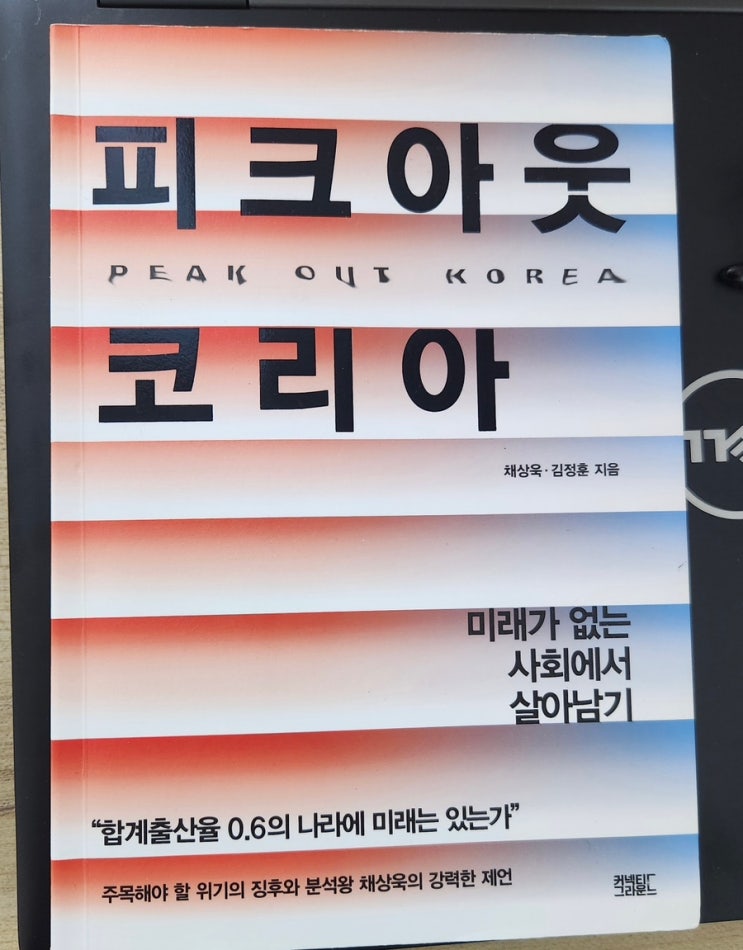 피크아웃
PEAK OUT KOREA
코리아
채상욱·김정훈 지음
미래가 없는
사회에서
살아남기
“합계출산율 0.6의 나라에 미래는 있는가”
주목해야 할 위기의 징후와 분석왕 채상욱의 강력한 제언
커넥티드
그라운드